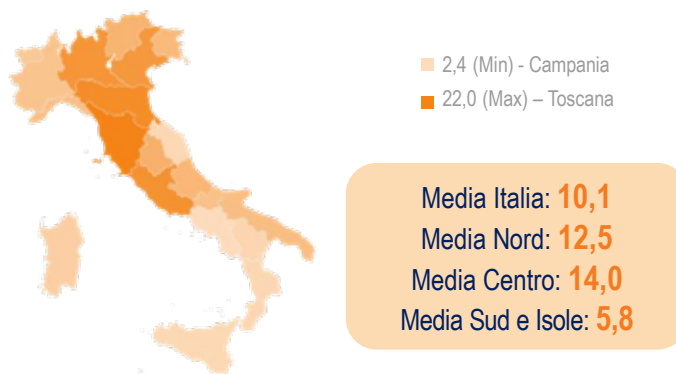 2,4 (Min) - Campania
22,0 (Max) – Toscana
Media Italia: 10,1
Media Nord: 12,5
Media Centro: 14,0
Media Sud e Isole: 5,8